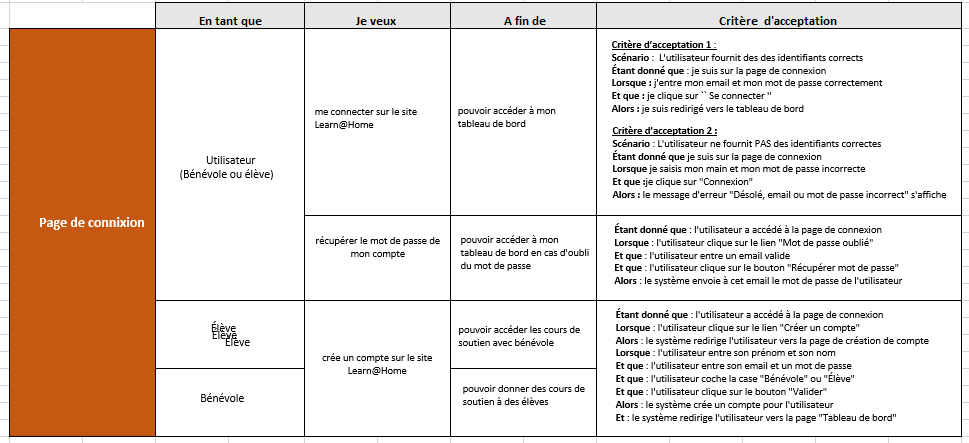 En tant que
Je veux
A fin de
Critère d'acceptation
Page de connixion
Utilisateur
(Bénévole ou élève)
me connecter sur le site
Learn@Home
pouvoir accéder à mon
tableau de bord
Critère d'acceptation 1 :
Scénario : L'utilisateur fournit des des identifiants corrects
Étant donné que : je suis sur la page de connexion
Lorsque : j'entre mon email et mon mot de passe correctement
Et que : je clique sur `` Se connecter ''
Alors : je suis redirigé vers le tableau de bord
Critère d'acceptation 2 :
Scénario : L'utilisateur ne fournit PAS des identifiants correctes
Étant donné que je suis sur la page de connexion
Lorsque je saisis mon main et mon mot de passe incorrecte
Et que :je clique sur "Connexion"
Alors : le message d'erreur "Désolé, email ou mot de passe incorrect" s'affiche
récupérer le mot de passe de
mon compte
pouvoir accéder à mon
tableau de bord en cas d'oubli
du mot de passe
Étant donné que : l'utilisateur a accédé à la page de connexion
Lorsque : l'utilisateur clique sur le lien "Mot de passe oublié"
Et que : l'utilisateur entre un email valide
Et que : l'utilisateur clique sur le bouton "Récupérer mot de passe"
Alors : le système envoie à cet email le mot de passe de l'utilisateur
Élève
Elève
Élève
crée un compte sur le site
Learn@Home
pouvoir accéder les cours de
soutien avec bénévole
Étant donné que : l'utilisateur a accédé à la page de connexion
Lorsque : l'utilisateur clique sur le lien "Créer un compte"
Alors : le système redirige l'utilisateur vers la page de création de compte
Lorsque : l'utilisateur entre son prénom et son nom
Et que : l'utilisateur entre son email et un mot de passe
Et que : l'utilisateur coche la case "Bénévole" ou "Élève"
Et que : l'utilisateur clique sur le bouton "Valider"
Alors : le système crée un compte pour l'utilisateur
Et : le système redirige l'utilisateur vers la page "Tableau de bord"
Bénévole
pouvoir donner des cours de
soutien à des élèves